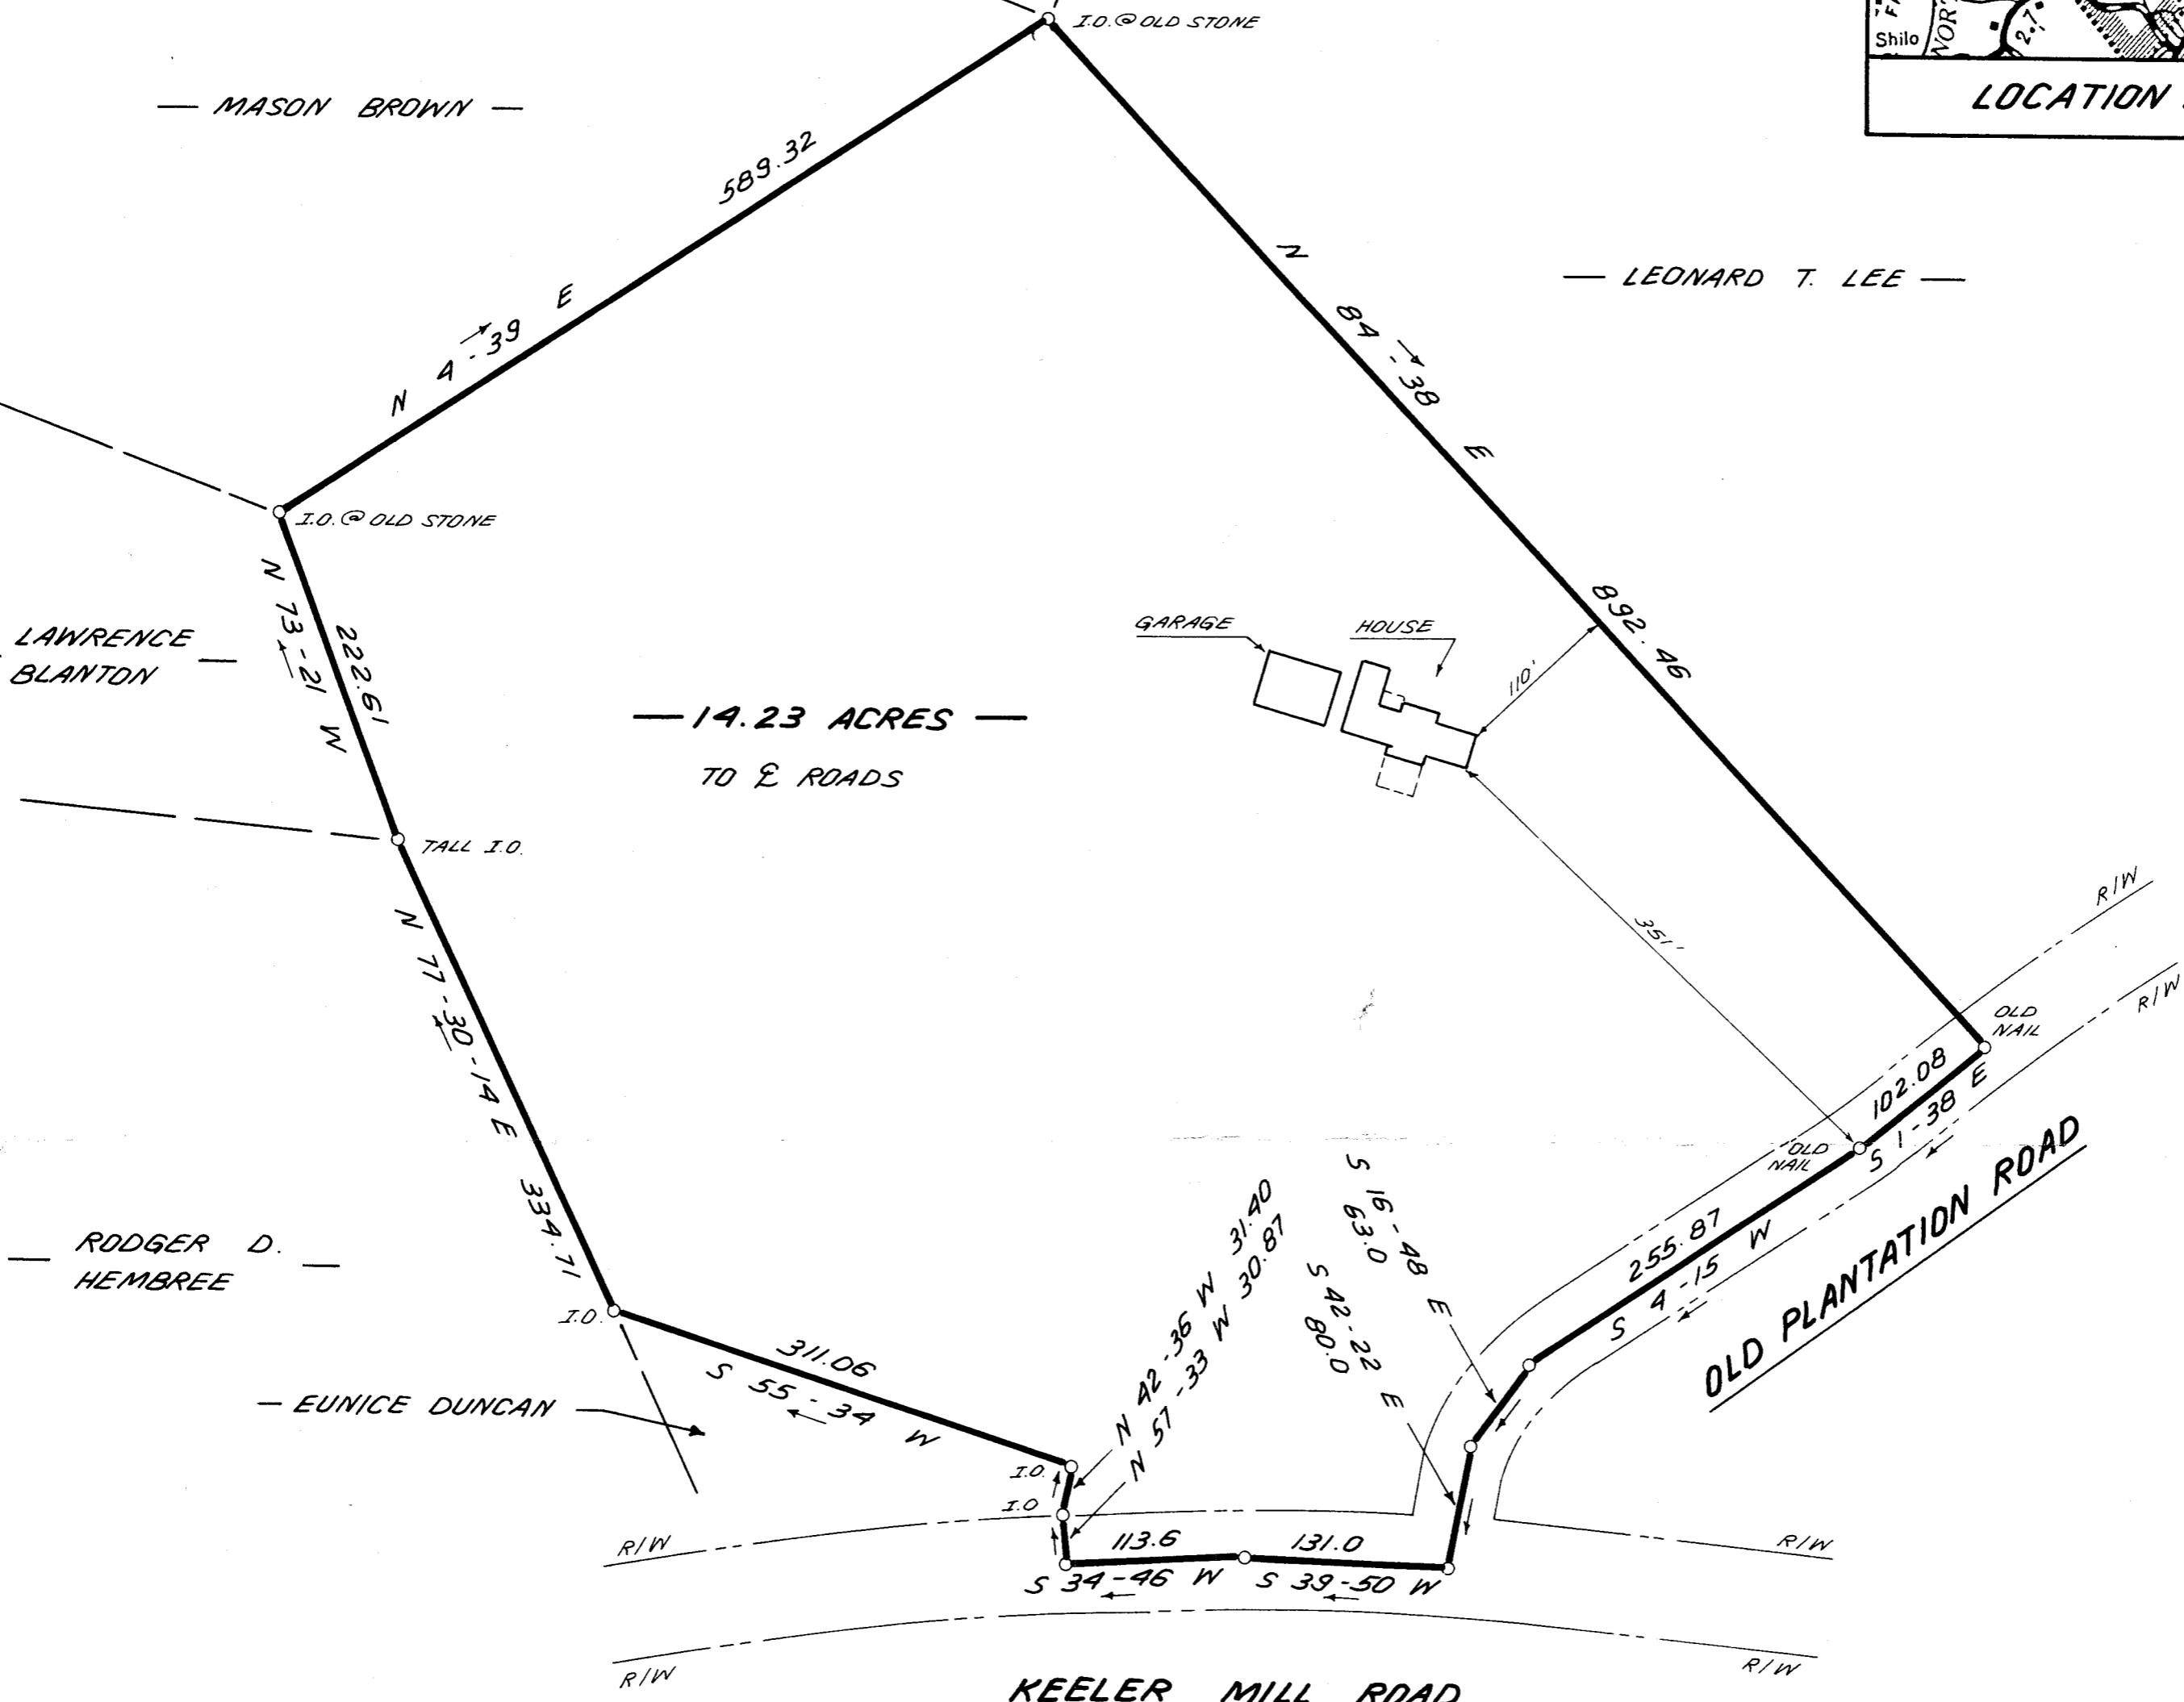 I.O. @ OLD STONE
Shilo
NOR
2.7
LOCATION
— MASON BROWN —
589.32
N 4-39 E
N 84-38 E
892.46
— LEONARD T. LEE —
I.O. @ OLD STONE
N 73-21 W
222.61
LAWRENCE —
BLANTON
GARAGE
HOUSE
110'
— 14.23 ACRES —
TO ℄ ROADS
TALL I.O.
351'
R/W
R/W
OLD
NAIL
N 77-30-14 E 334.71
102.08
S 1-38 E
OLD
NAIL
OLD PLANTATION ROAD
255.87
S 4-15 W
S 16-48 E
63.0
S 42-22 E
80.0
N 42-36 W 31.40
N 57-33 W 30.87
— RODGER D. —
HEMBREE
I.O.
311.06
S 55-34 W
— EUNICE DUNCAN —
I.O.
I.O
R/W
113.6
131.0
R/W
S 34-46 W
S 39-50 W
R/W
R/W
KEELER MILL ROAD